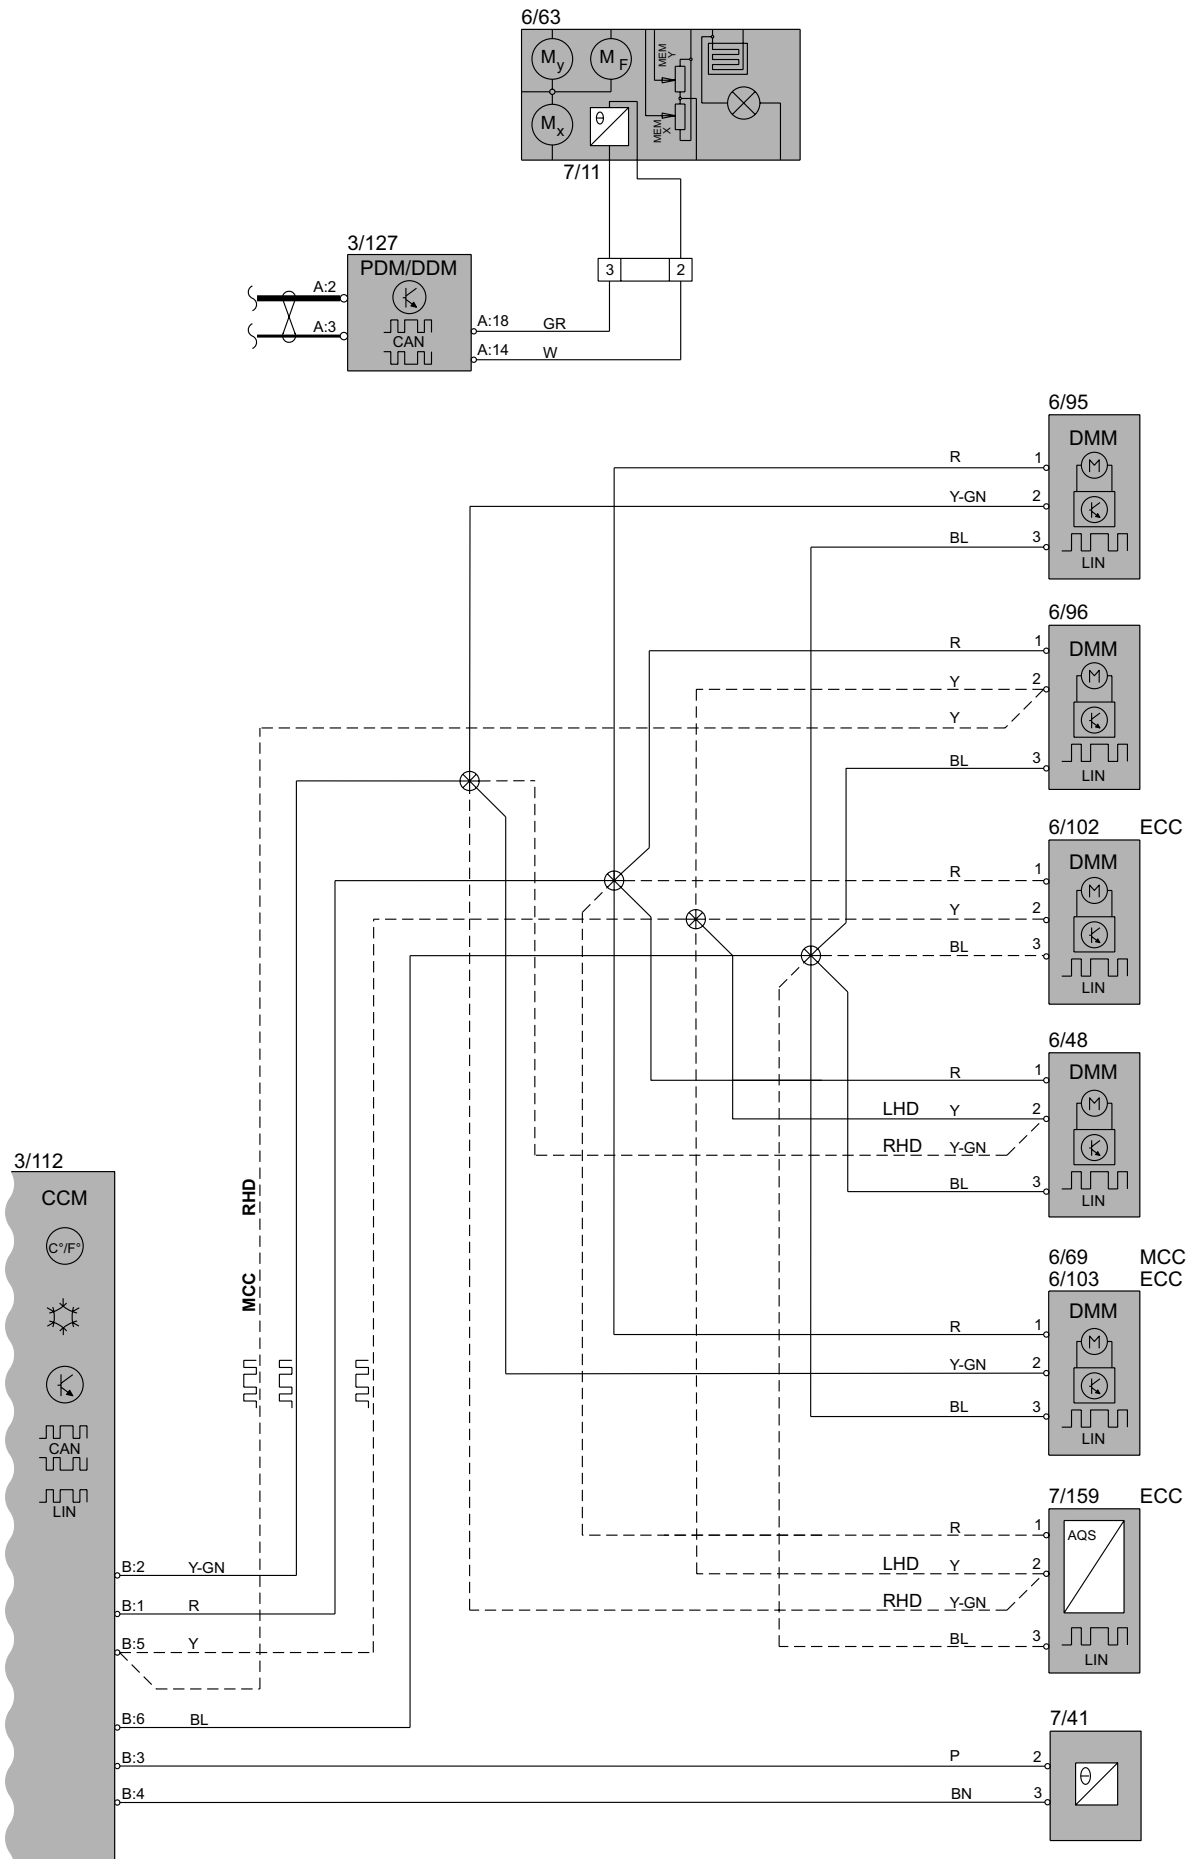 6/63
My
MF
MEM
Y
Mx
θ
MEM
X
7/11
3/127
PDM/DDM
3
2
A:2
A:3
CAN
A:18
GR
A:14
W
6/95
DMM
R
1
M
Y-GN
2
BL
3
LIN
6/96
DMM
R
1
M
Y
2
Y
BL
3
LIN
6/102
ECC
DMM
R
1
M
Y
2
BL
3
LIN
6/48
DMM
R
1
M
LHD
Y
2
RHD
Y-GN
BL
3
LIN
3/112
CCM
C°/F°
CAN
LIN
RHD
MCC
6/69
MCC
6/103
ECC
DMM
R
1
M
Y-GN
2
BL
3
LIN
7/159
ECC
R
1
AQS
LHD
Y
2
RHD
Y-GN
BL
3
LIN
B:2
Y-GN
B:1
R
B:5
Y
B:6
BL
7/41
B:3
P
2
θ
B:4
BN
3